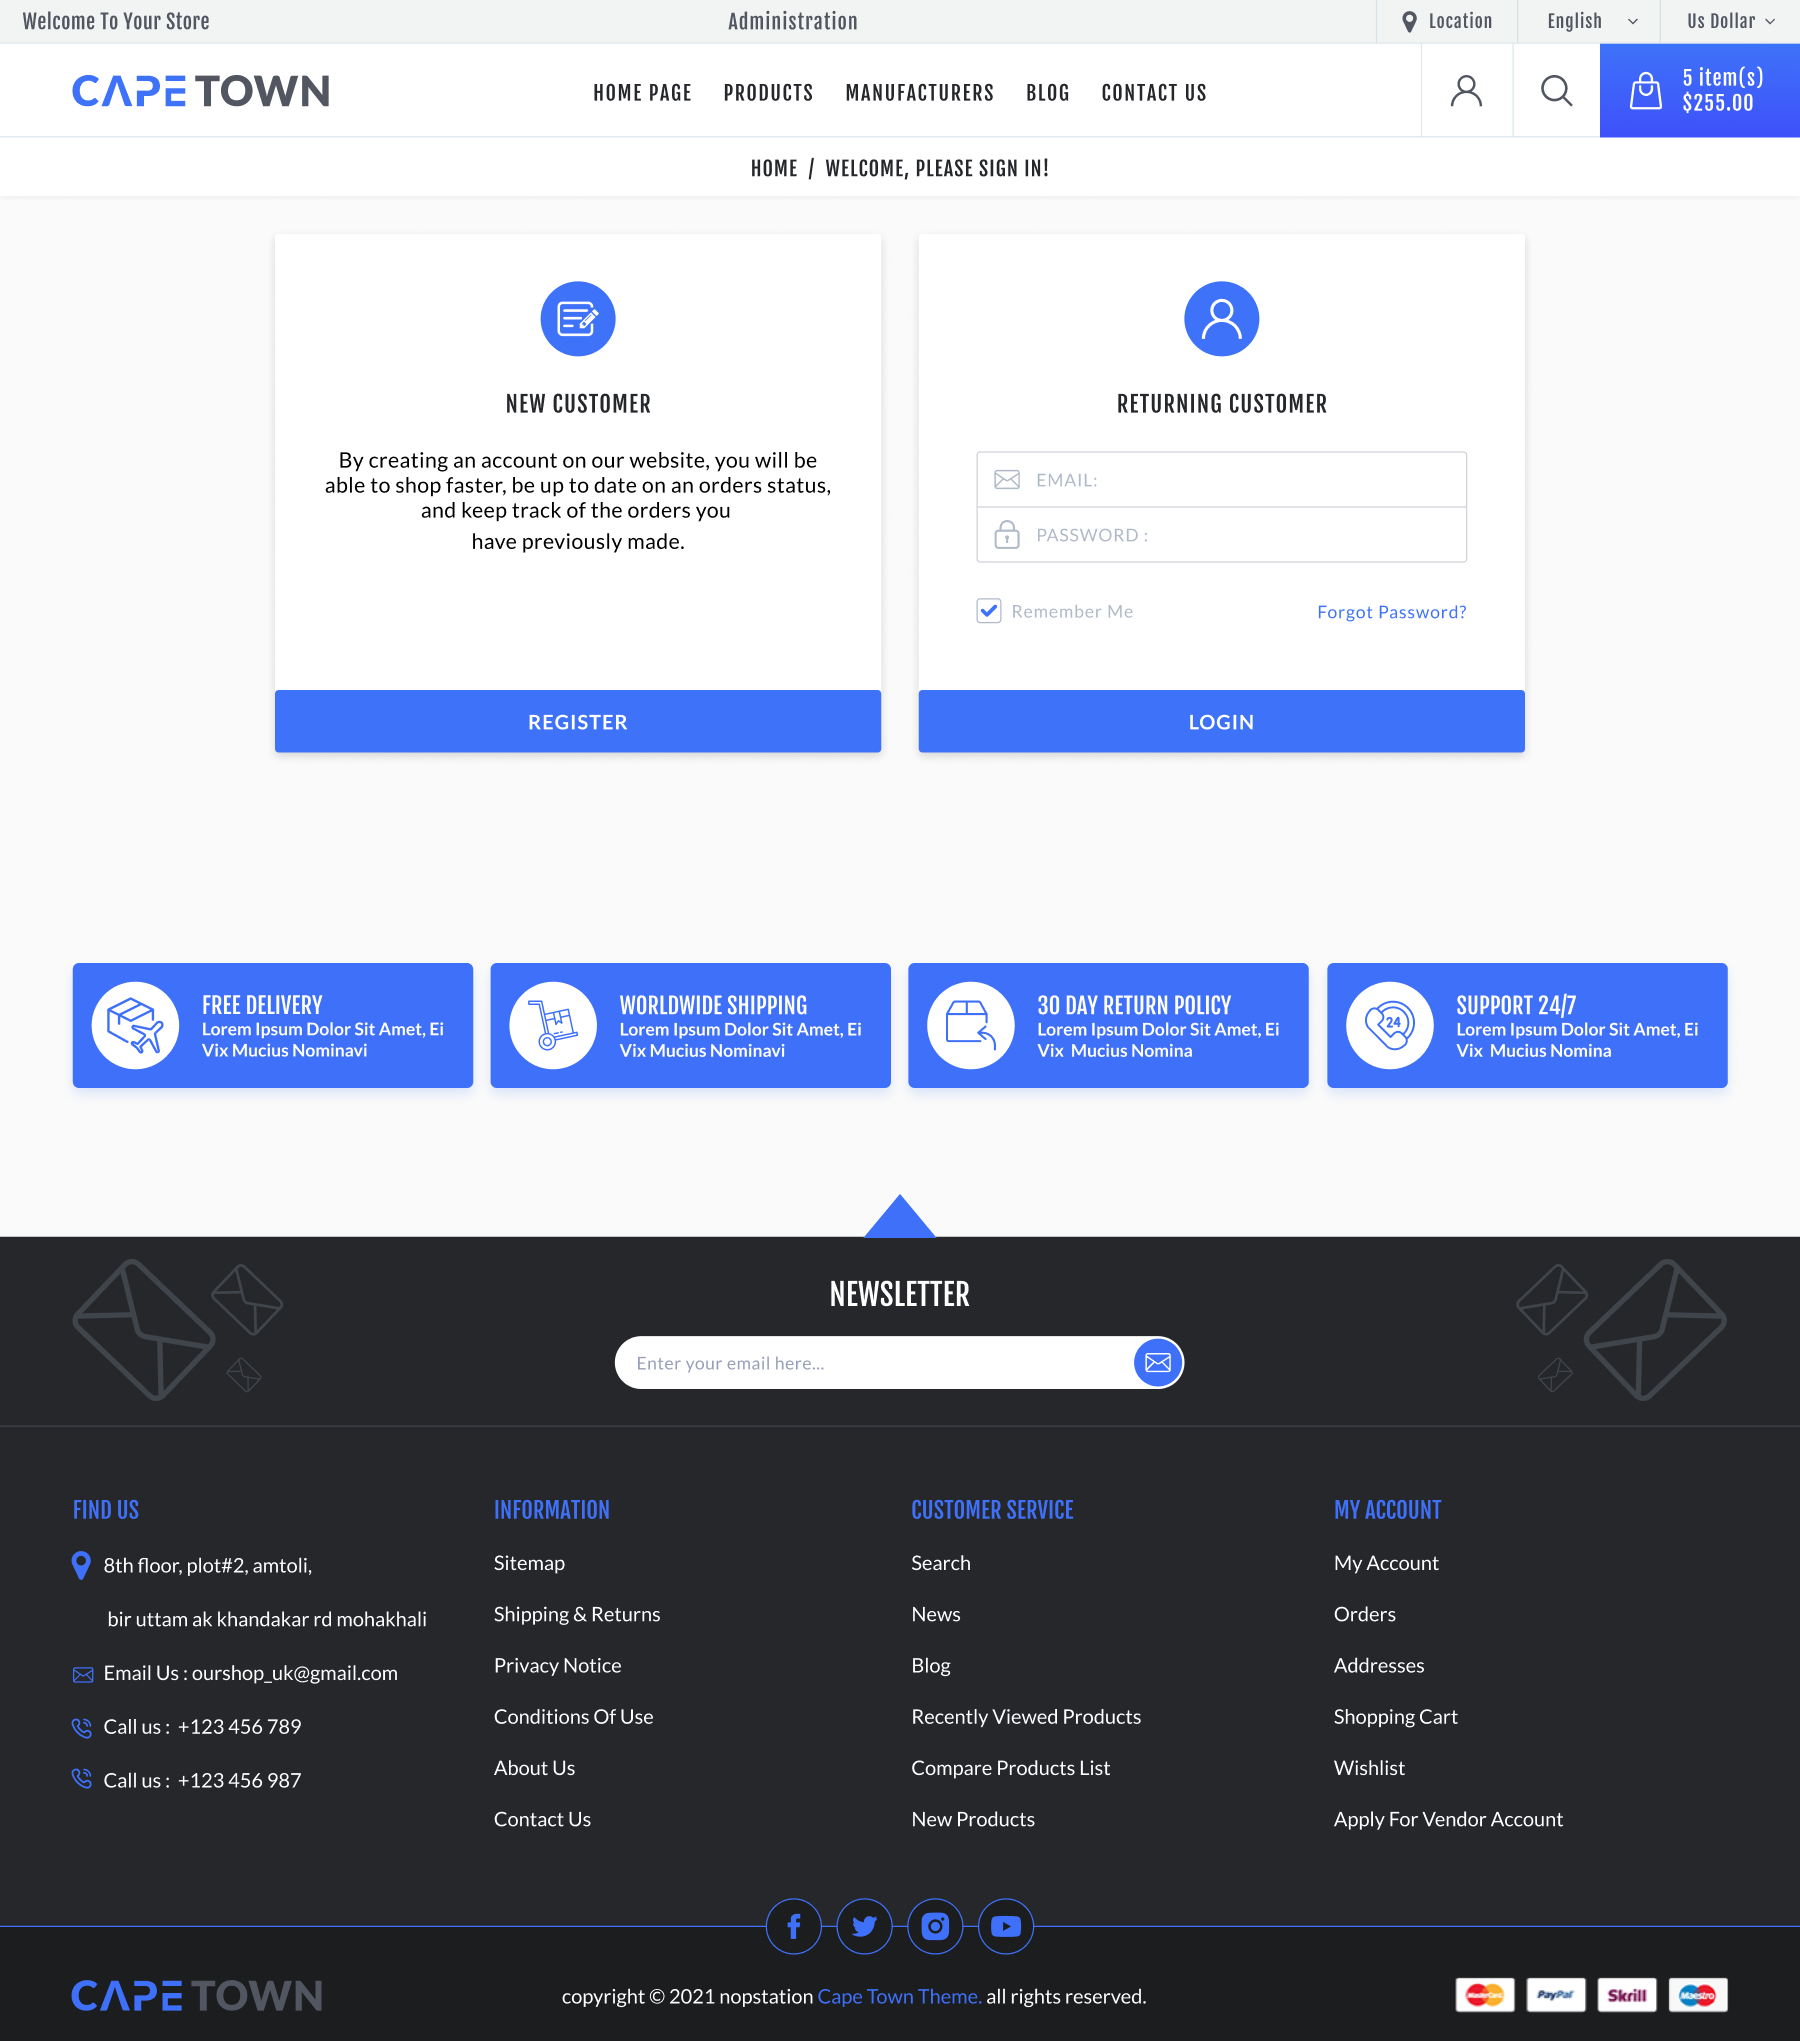 Welcome To Your Store
Administration
Location
English
Us Dollar
CAPE TOWN
HOME PAGE
PRODUCTS
MANUFACTURERS
BLOG
CONTACT US
5 item(s)
$255.00
HOME / WELCOME, PLEASE SIGN IN!
NEW CUSTOMER
By creating an account on our website, you will be
able to shop faster, be up to date on an orders status,
and keep track of the orders you
have previously made.
REGISTER
RETURNING CUSTOMER
EMAIL:
PASSWORD :
Remember Me
Forgot Password?
LOGIN
FREE DELIVERY
Lorem Ipsum Dolor Sit Amet, Ei
Vix Mucius Nominavi
WORLDWIDE SHIPPING
Lorem Ipsum Dolor Sit Amet, Ei
Vix Mucius Nominavi
30 DAY RETURN POLICY
Lorem Ipsum Dolor Sit Amet, Ei
Vix Mucius Nomina
24
SUPPORT 24/7
Lorem Ipsum Dolor Sit Amet, Ei
Vix Mucius Nomina
NEWSLETTER
Enter your email here...
FIND US
8th floor, plot#2, amtoli,
bir uttam ak khandakar rd mohakhali
Email Us : ourshop_uk@gmail.com
Call us : +123 456 789
Call us : +123 456 987
INFORMATION
Sitemap
Shipping & Returns
Privacy Notice
Conditions Of Use
About Us
Contact Us
CUSTOMER SERVICE
Search
News
Blog
Recently Viewed Products
Compare Products List
New Products
MY ACCOUNT
My Account
Orders
Addresses
Shopping Cart
Wishlist
Apply For Vendor Account
CAPE TOWN
copyright © 2021 nopstation Cape Town Theme. all rights reserved.
MasterCard
PayPal
Skrill
Maestro